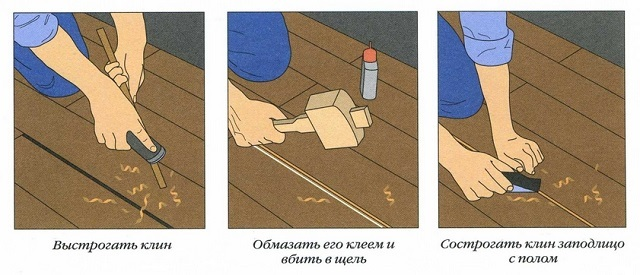 Выстрогать клин
Обмазать его клеем и
вбить в щель
Сострогать клин заподлицо
с полом